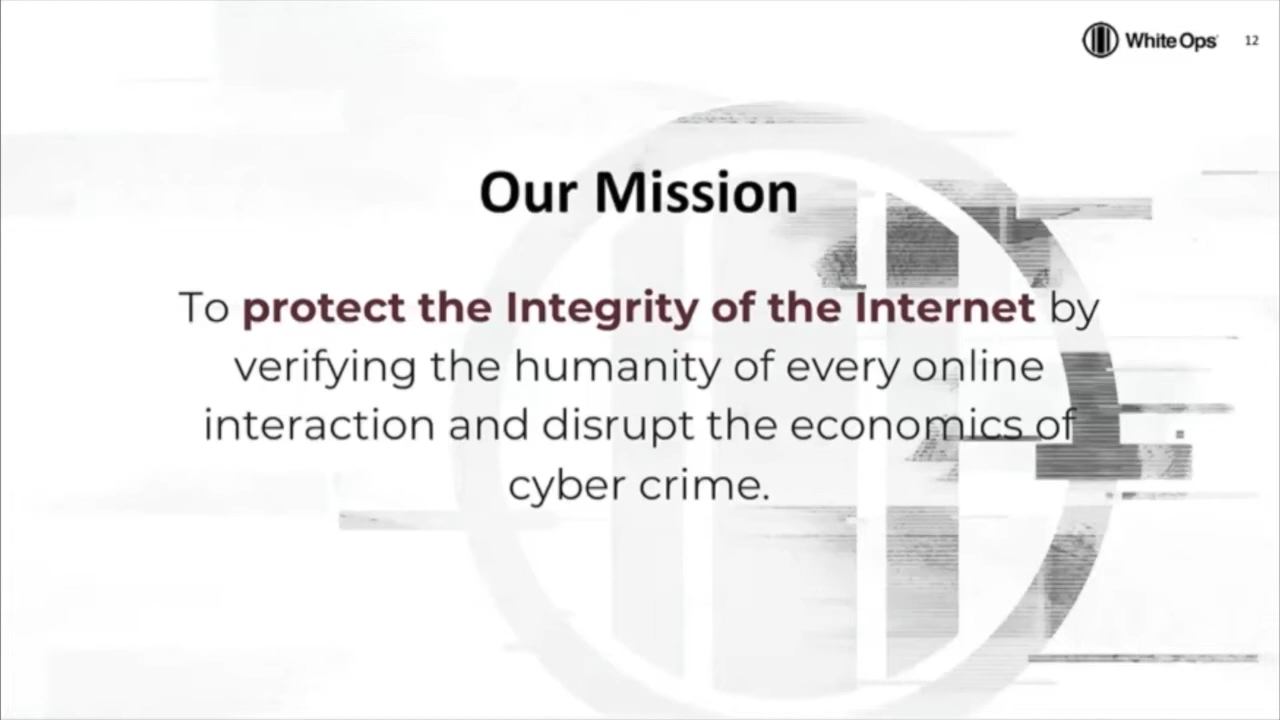 White Ops 12
Our Mission
To protect the Integrity of the Internet by
verifying the humanity of every online
interaction and disrupt the economics of
cyber crime.